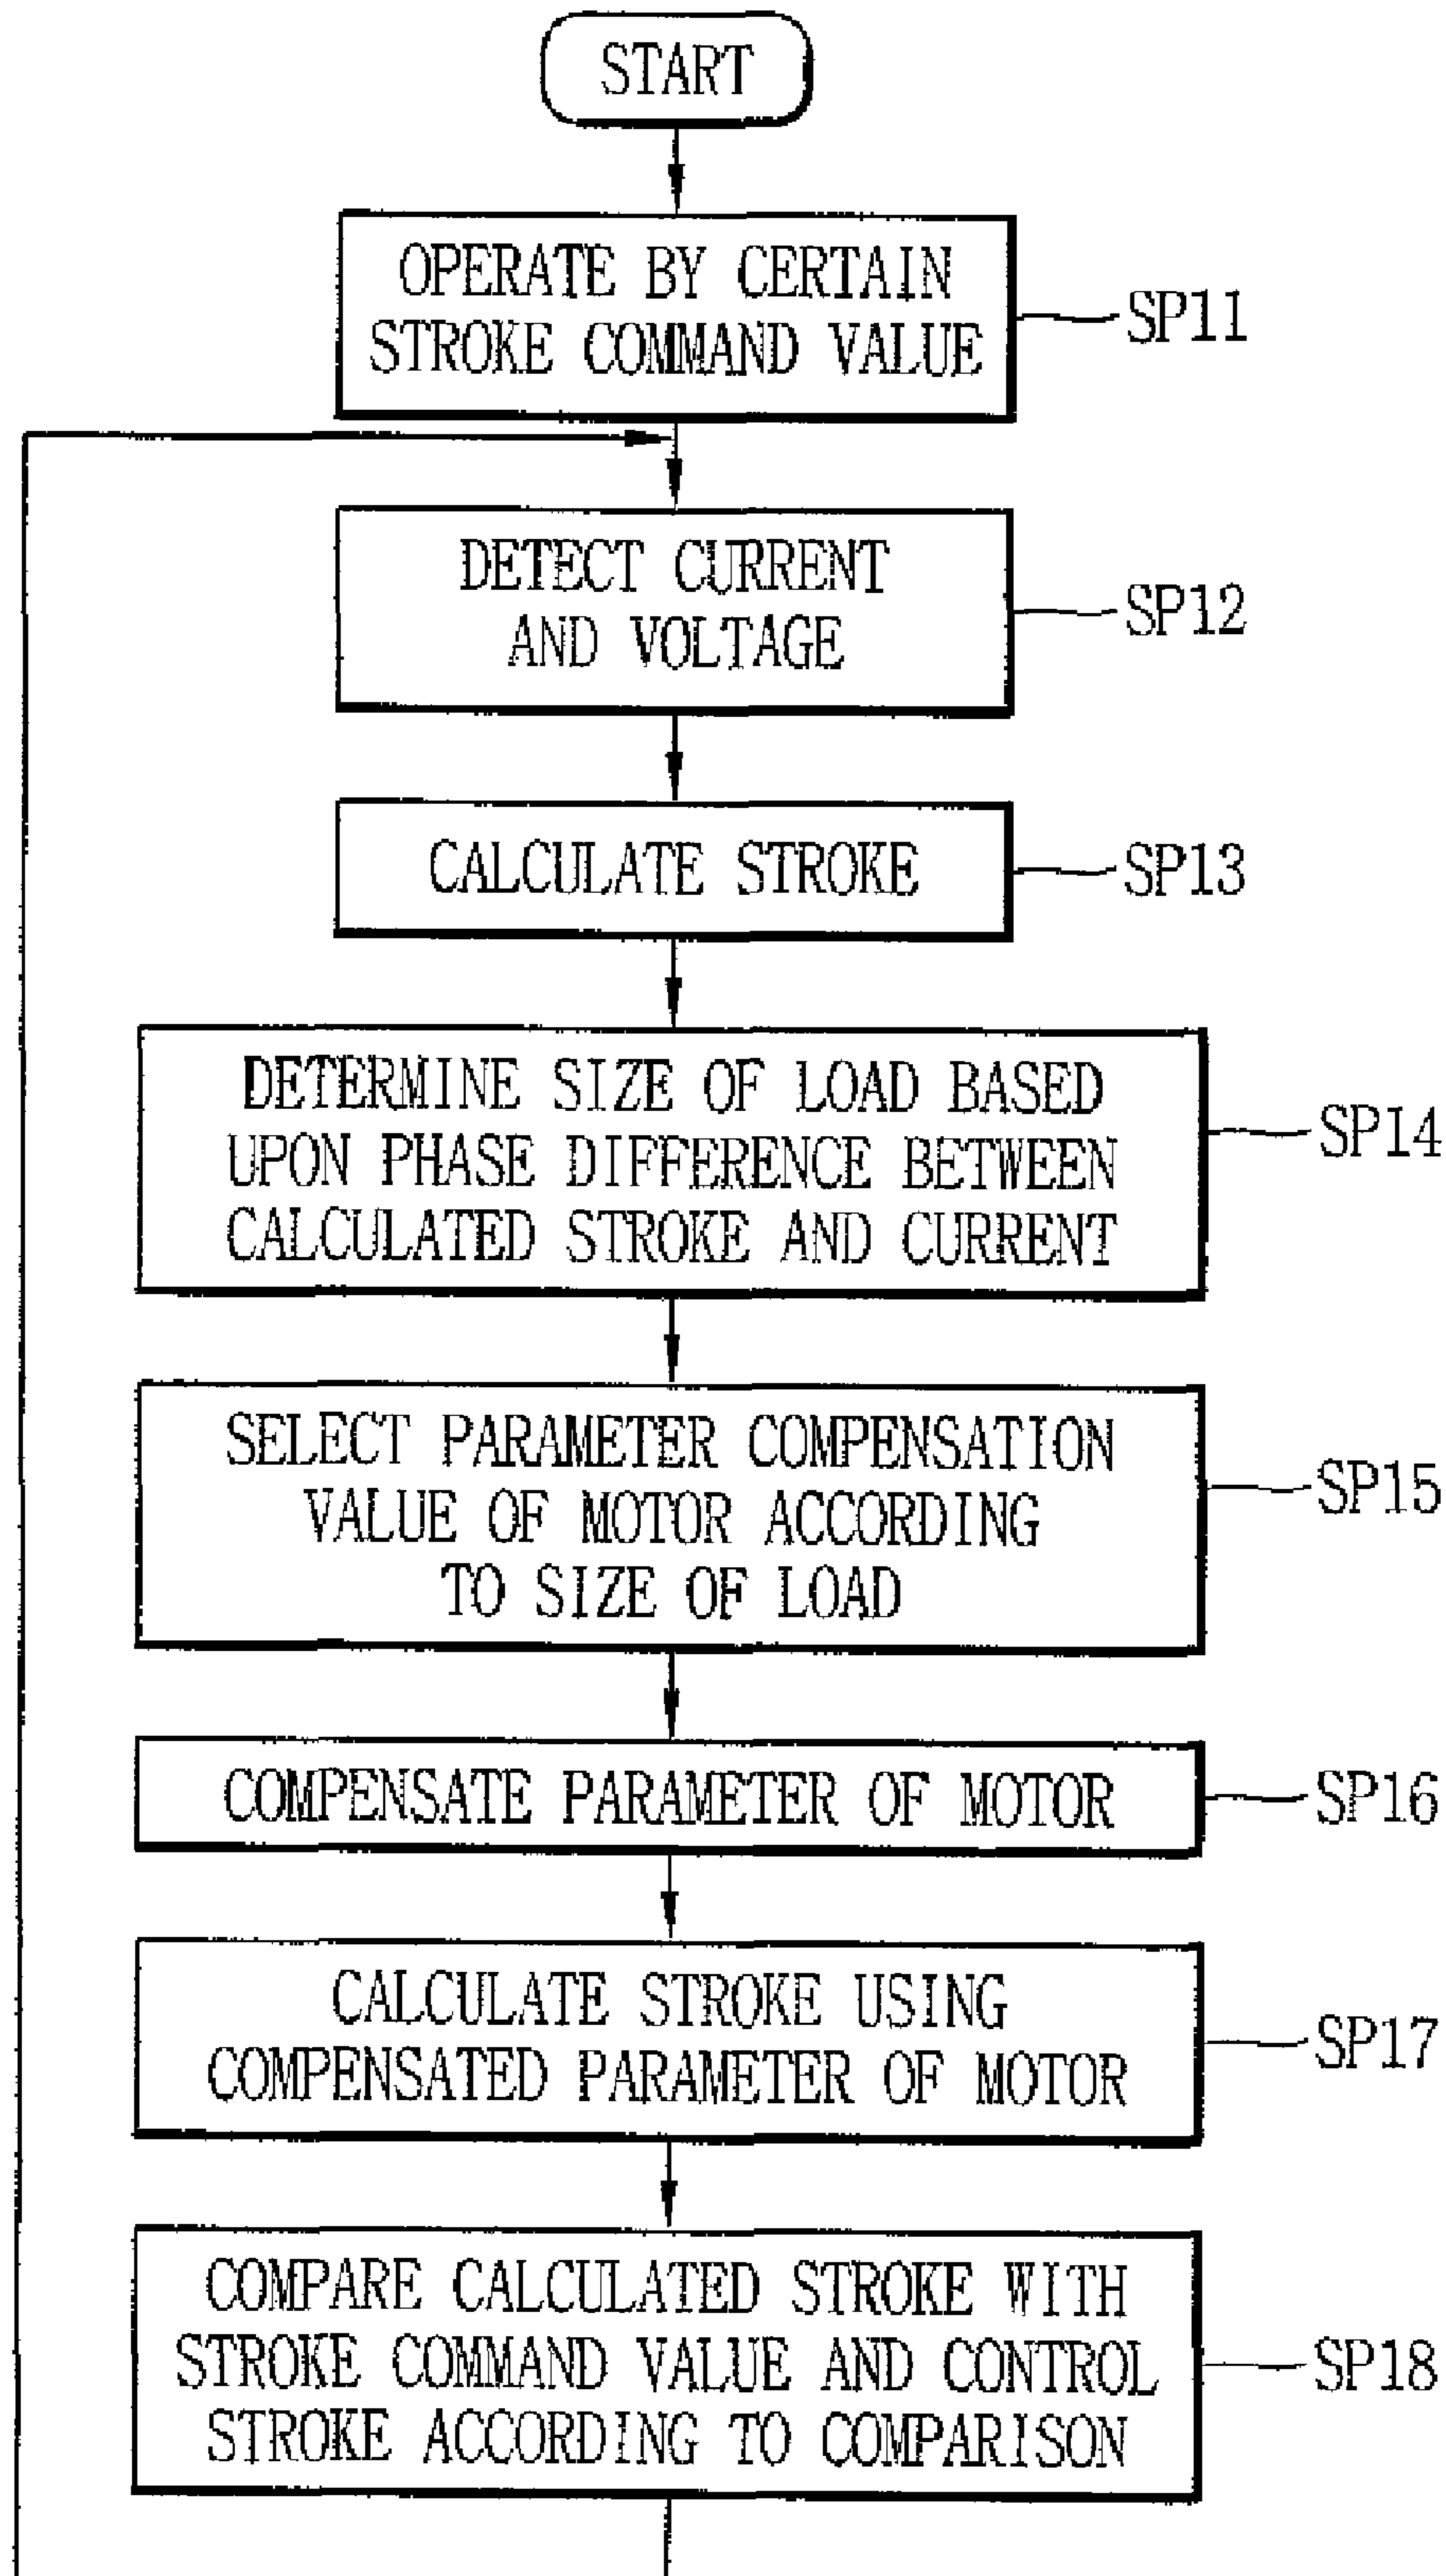 START
OPERATE BY CERTAIN
STROKE COMMAND VALUE
SP11
DETECT CURRENT
AND VOLTAGE
SP12
CALCULATE STROKE
SP13
DETERMINE SIZE OF LOAD BASED
UPON PHASE DIFFERENCE BETWEEN
CALCULATED STROKE AND CURRENT
SP14
SELECT PARAMETER COMPENSATION
VALUE OF MOTOR ACCORDING
TO SIZE OF LOAD
SP15
COMPENSATE PARAMETER OF MOTOR
SP16
CALCULATE STROKE USING
COMPENSATED PARAMETER OF MOTOR
SP17
COMPARE CALCULATED STROKE WITH
STROKE COMMAND VALUE AND CONTROL
STROKE ACCORDING TO COMPARISON
SP18